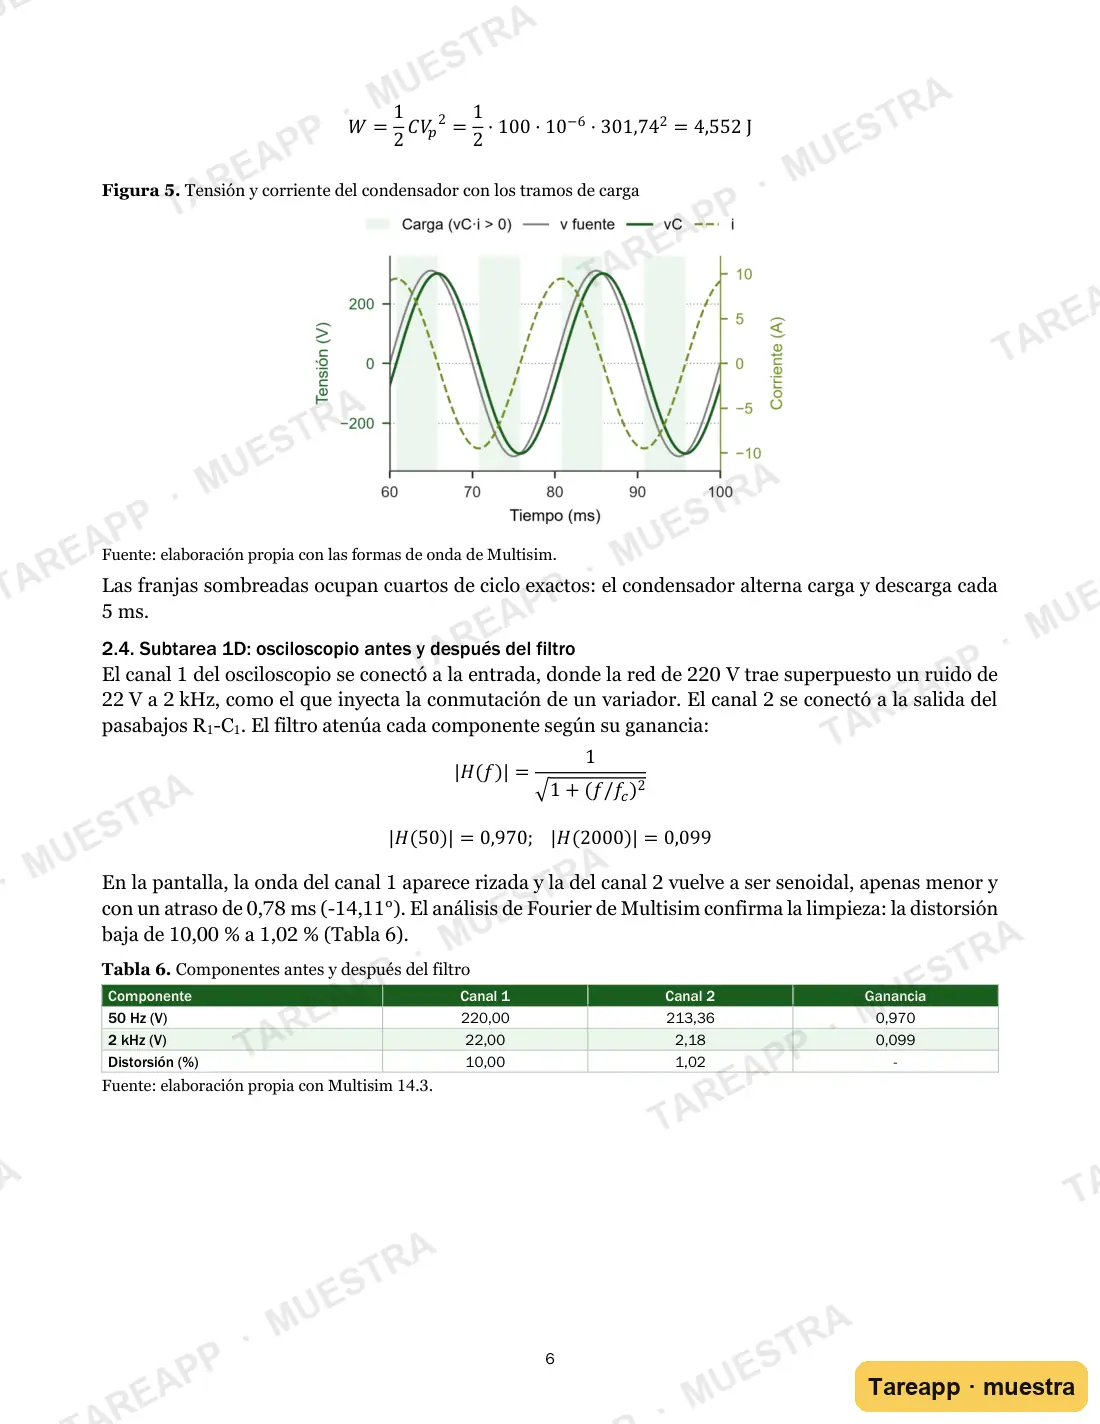 W = 1/2 CVp² = 1/2 · 100 · 10⁻⁶ · 301,74² = 4,552 J
Figura 5. Tensión y corriente del condensador con los tramos de carga
Carga (vC·i > 0) v fuente vC i
Tensión (V)
200
0
−200
10
5
0
−5
−10
Corriente (A)
60 70 80 90 100
Tiempo (ms)
Fuente: elaboración propia con las formas de onda de Multisim.
Las franjas sombreadas ocupan cuartos de ciclo exactos: el condensador alterna carga y descarga cada
5 ms.
2.4. Subtarea 1D: osciloscopio antes y después del filtro
El canal 1 del osciloscopio se conectó a la entrada, donde la red de 220 V trae superpuesto un ruido de
22 V a 2 kHz, como el que inyecta la conmutación de un variador. El canal 2 se conectó a la salida del
pasabajos R₁-C₁. El filtro atenúa cada componente según su ganancia:
|H(f)| = 1/√(1 + (f/fc)²)
|H(50)| = 0,970; |H(2000)| = 0,099
En la pantalla, la onda del canal 1 aparece rizada y la del canal 2 vuelve a ser senoidal, apenas menor y
con un atraso de 0,78 ms (-14,11°). El análisis de Fourier de Multisim confirma la limpieza: la distorsión
baja de 10,00 % a 1,02 % (Tabla 6).
Tabla 6. Componentes antes y después del filtro
Componente Canal 1 Canal 2 Ganancia
50 Hz (V) 220,00 213,36 0,970
2 kHz (V) 22,00 2,18 0,099
Distorsión (%) 10,00 1,02 -
Fuente: elaboración propia con Multisim 14.3.
6
Tareapp · muestra
TAREAPP · MUESTRA